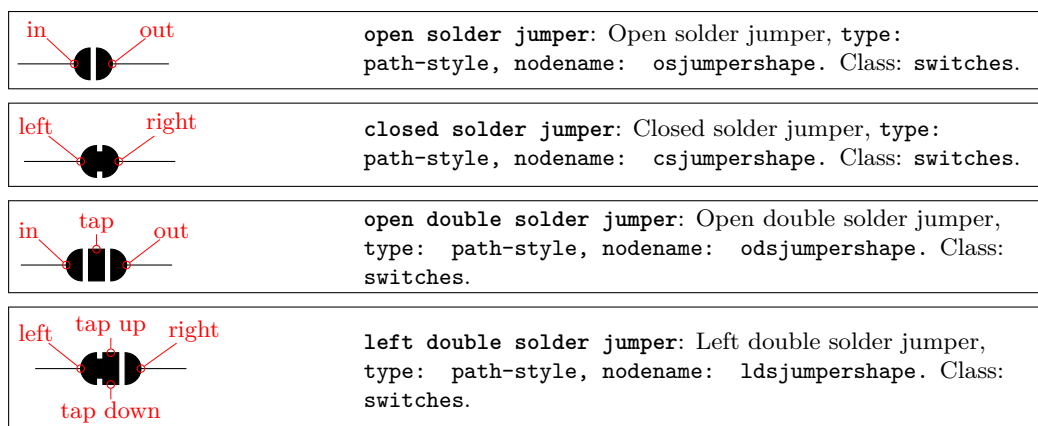 in out
open solder jumper: Open solder jumper, type:
path-style, nodename: osjumpershape. Class: switches.
left right
closed solder jumper: Closed solder jumper, type:
path-style, nodename: csjumpershape. Class: switches.
in tap out
open double solder jumper: Open double solder jumper,
type: path-style, nodename: odsjumpershape. Class:
switches.
left tap up right
tap down
left double solder jumper: Left double solder jumper,
type: path-style, nodename: ldsjumpershape. Class:
switches.